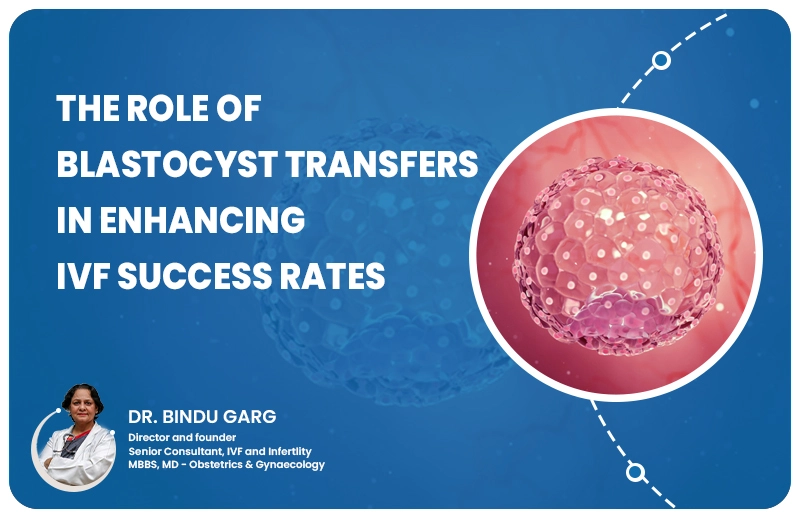 THE ROLE OF
BLASTOCYST TRANSFERS
IN ENHANCING
IVF SUCCESS RATES
DR. BINDU GARG
Director and founder
Senior Consultant, IVF and Infertlity
MBBS, MD - Obstetrics & Gynaecology